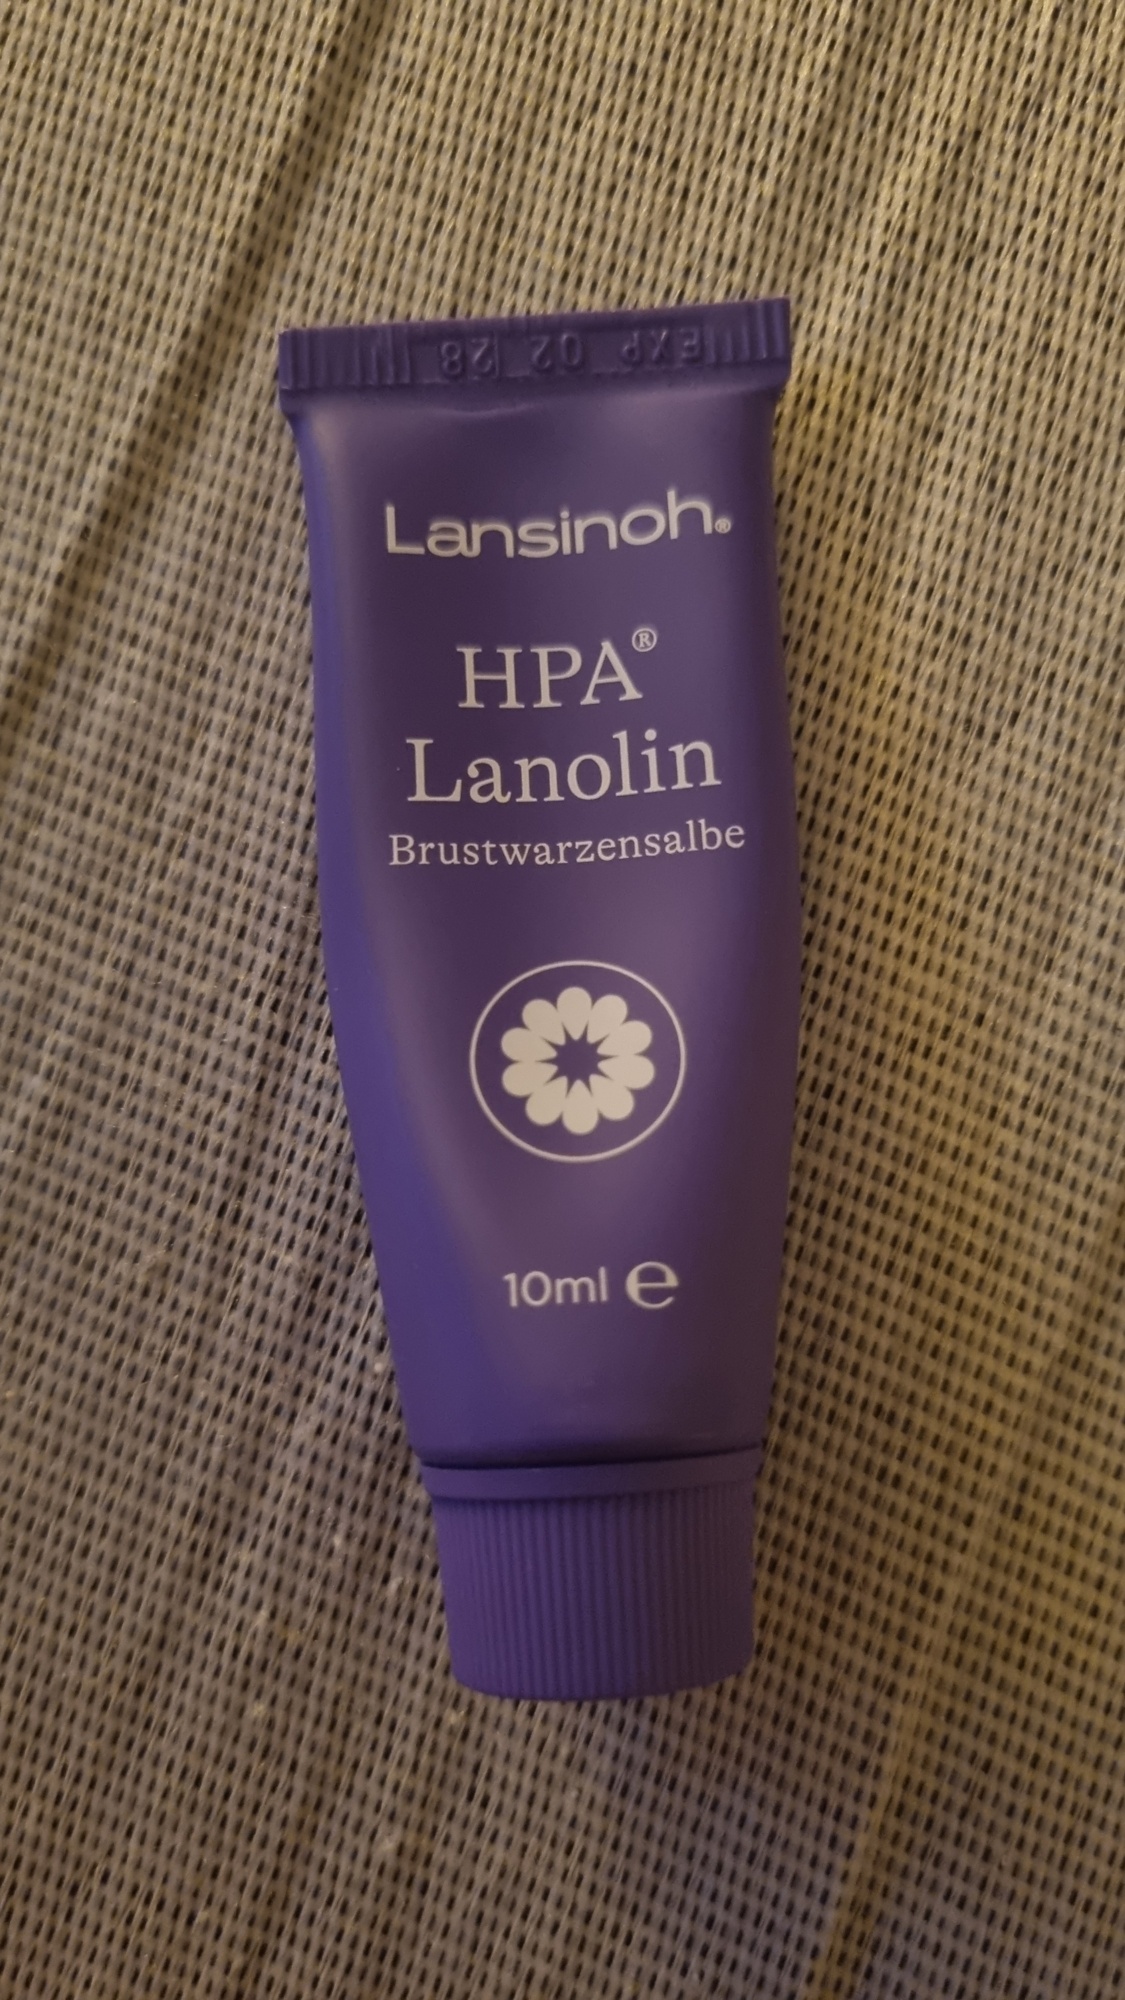 EXP 02 28
Lansinoh®
HPA®
Lanolin
Brustwarzensalbe
10ml ℮